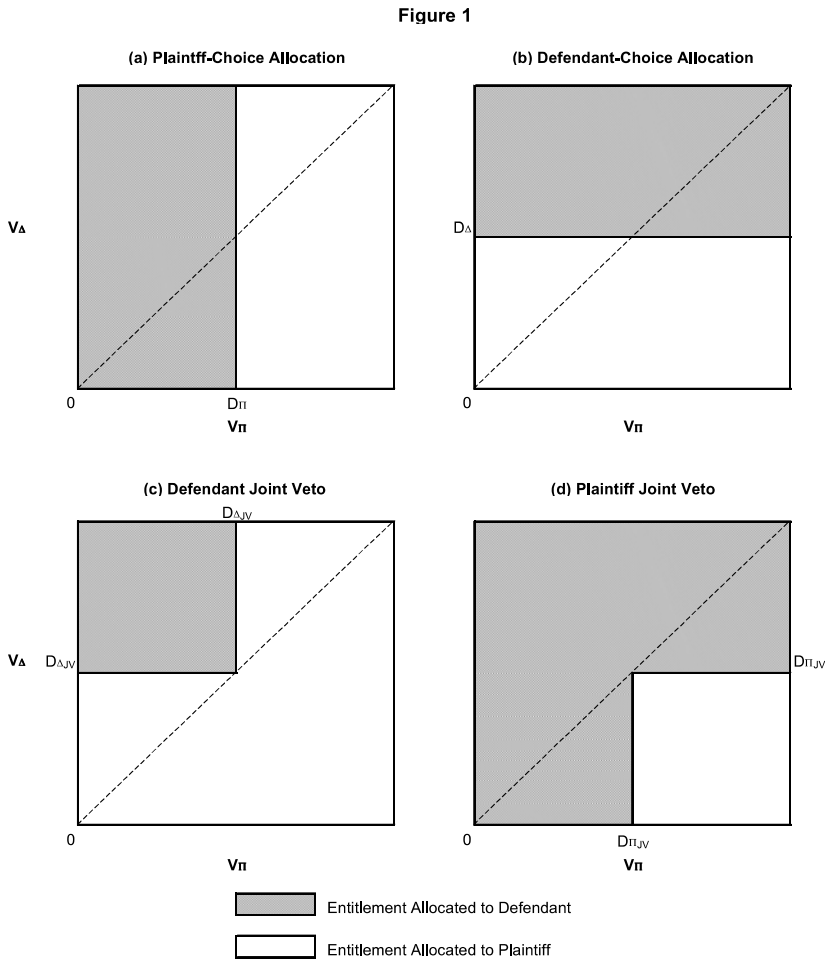 Figure 1
(a) Plaintff-Choice Allocation
(b) Defendant-Choice Allocation
VΔ
DΔ
0
DΠ
VΠ
0
VΠ
(c) Defendant Joint Veto
(d) Plaintiff Joint Veto
DΔJV
VΔ
DΔJV
DΠJV
0
VΠ
0
DΠJV
VΠ
Entitlement Allocated to Defendant
Entitlement Allocated to Plaintiff